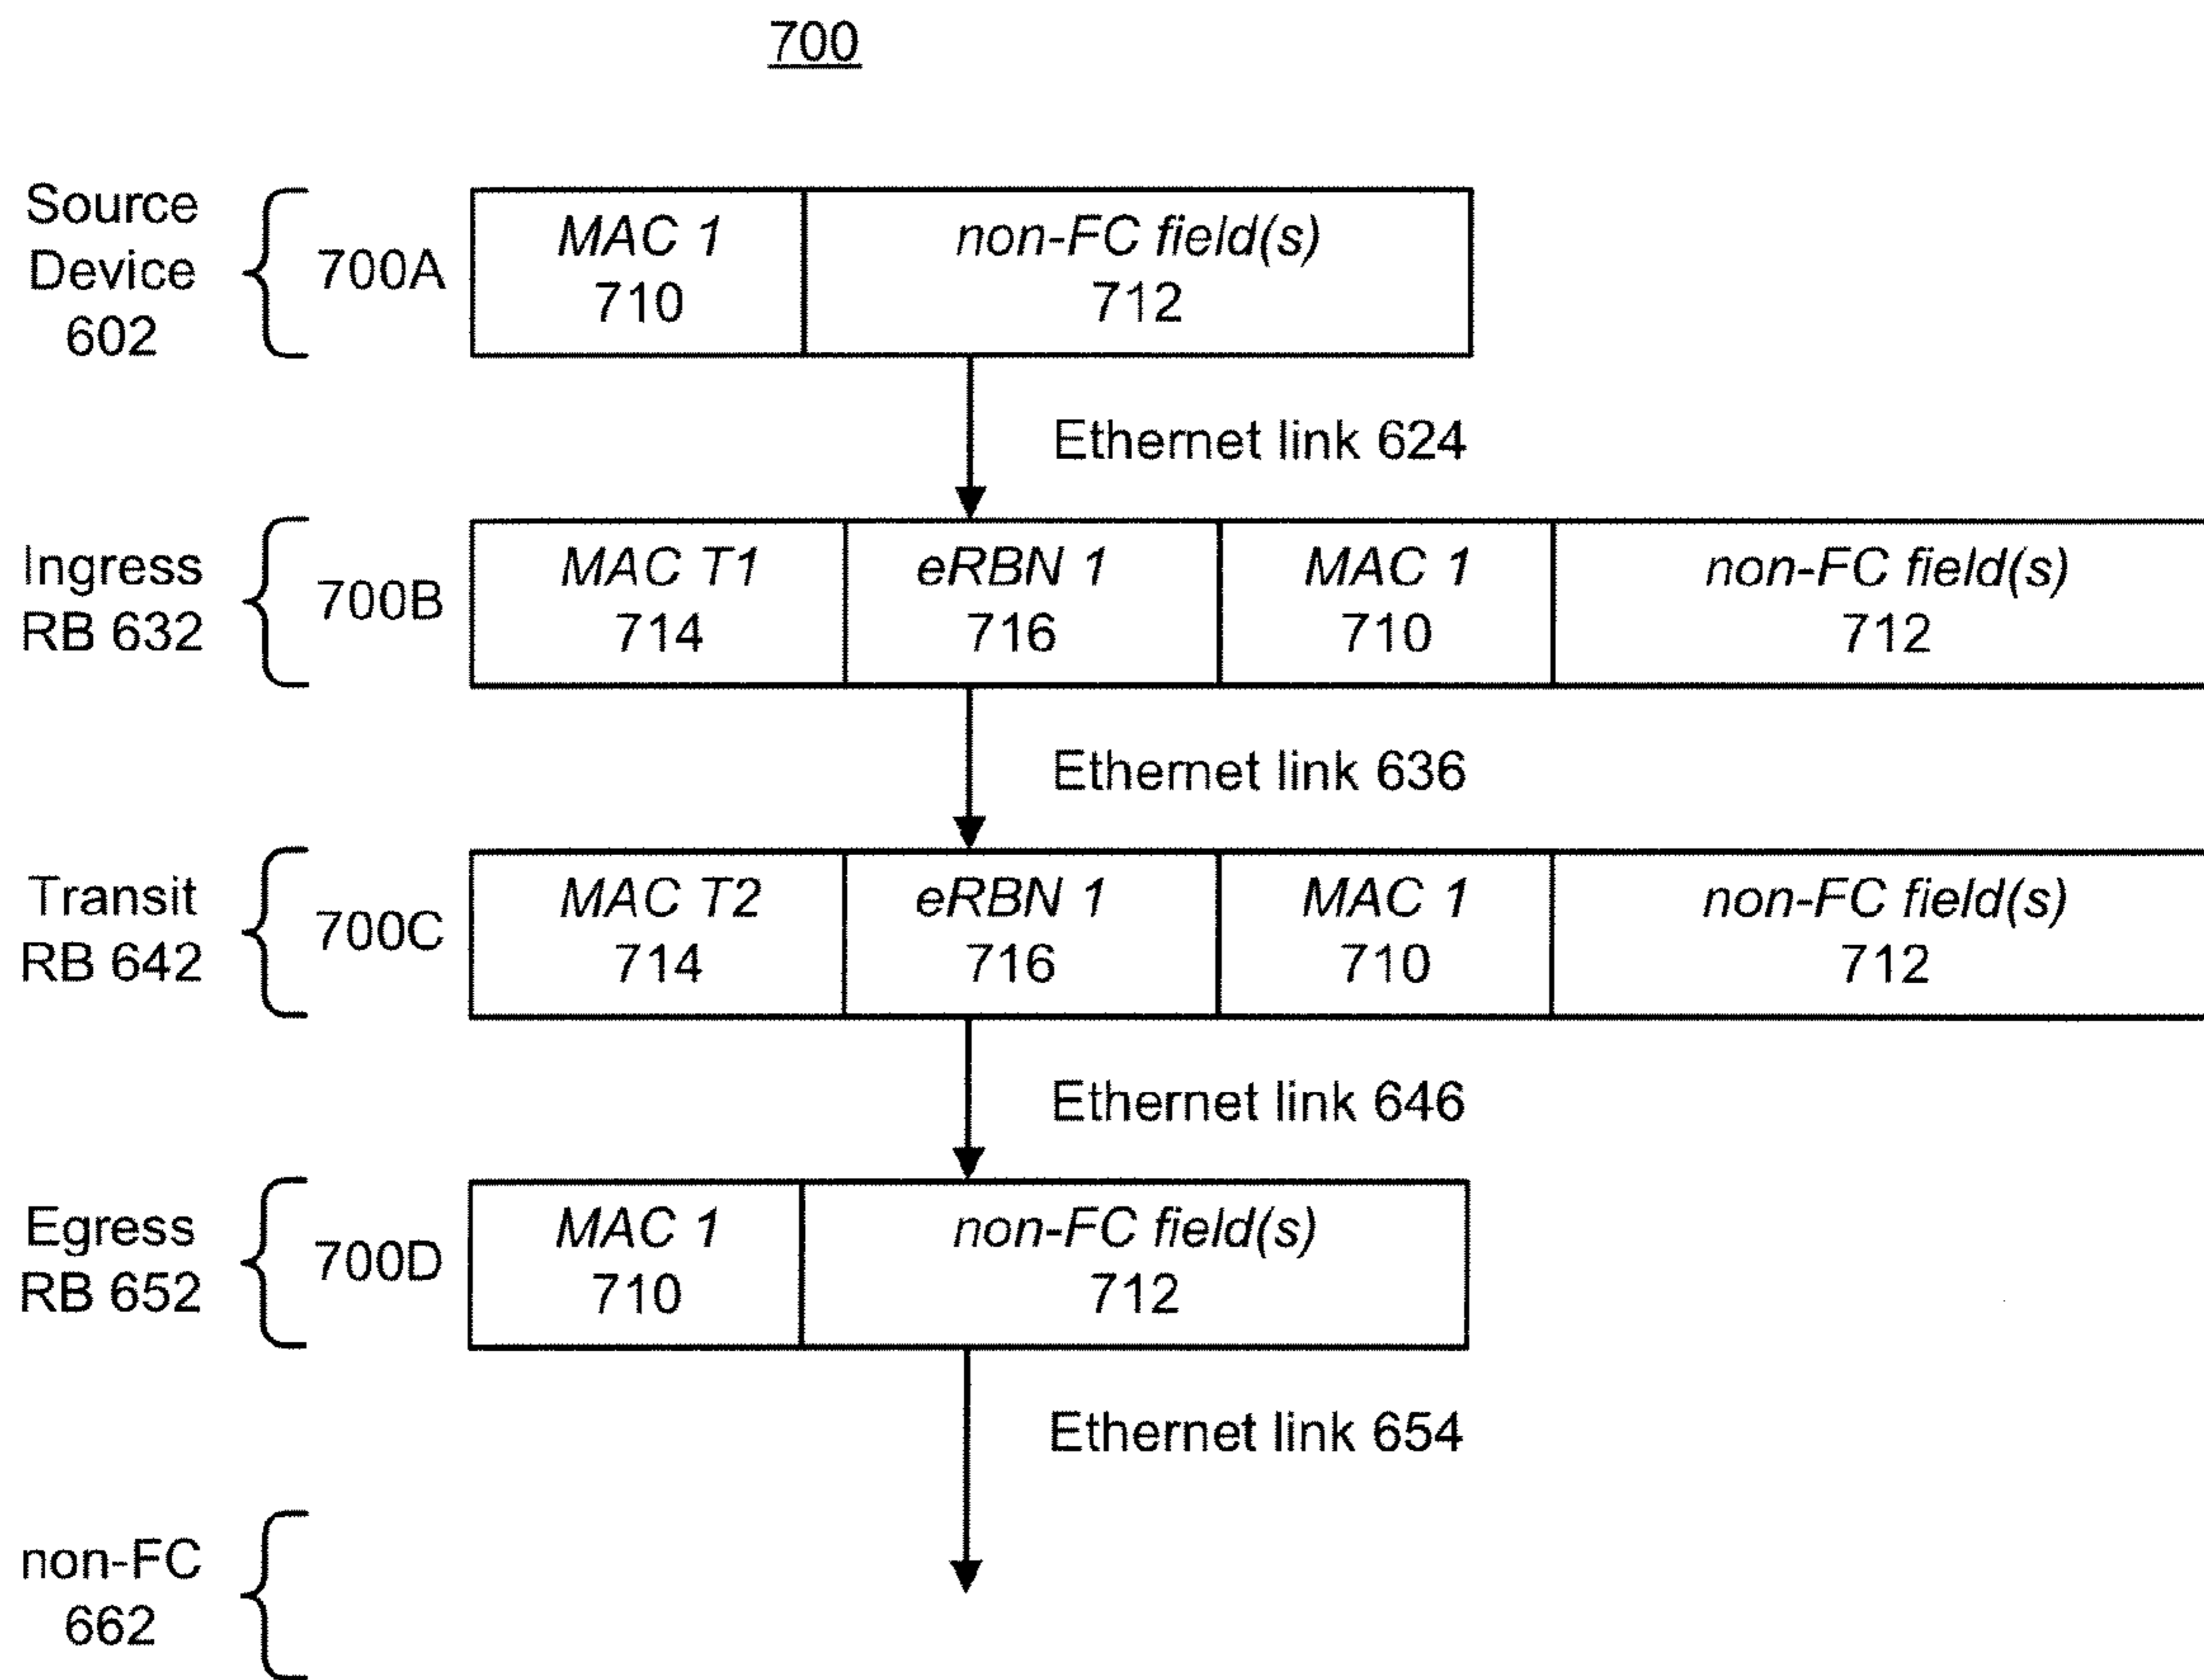 700
Source
Device
602
700A
MAC 1
710
non-FC field(s)
712
Ethernet link 624
Ingress
RB 632
700B
MAC T1
714
eRBN 1
716
MAC 1
710
non-FC field(s)
712
Ethernet link 636
Transit
RB 642
700C
MAC T2
714
eRBN 1
716
MAC 1
710
non-FC field(s)
712
Ethernet link 646
Egress
RB 652
700D
MAC 1
710
non-FC field(s)
712
Ethernet link 654
non-FC
662